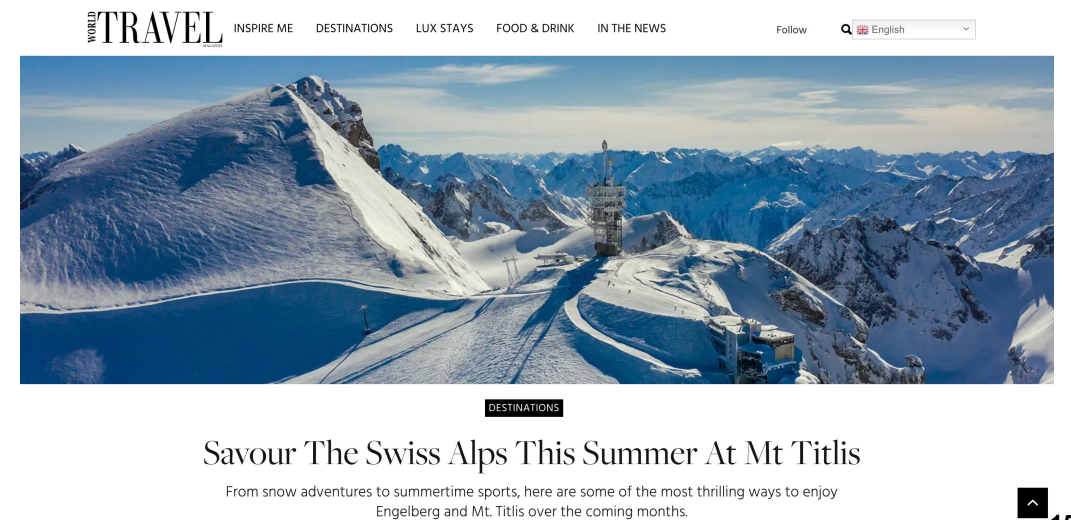 WORLD TRAVEL MAGAZINE
INSPIRE ME DESTINATIONS LUX STAYS FOOD & DRINK IN THE NEWS Follow English
DESTINATIONS
Savour The Swiss Alps This Summer At Mt Titlis
From snow adventures to summertime sports, here are some of the most thrilling ways to enjoy
Engelberg and Mt. Titlis over the coming months.